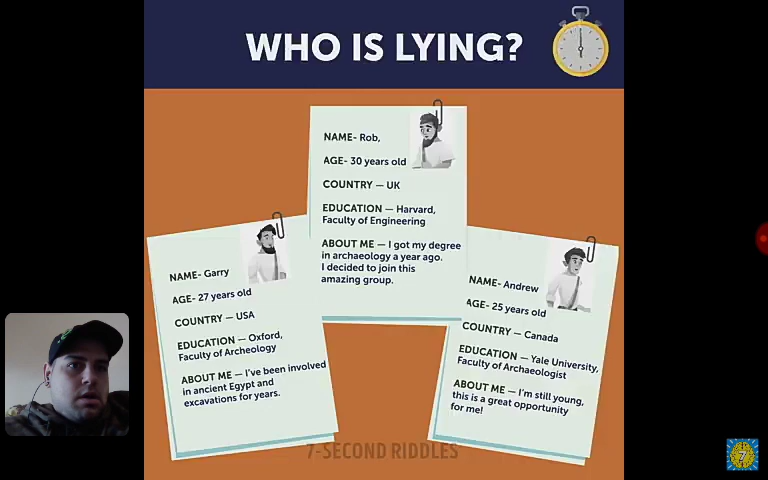 WHO IS LYING?
NAME- Rob,
AGE- 30 years old
COUNTRY — UK
EDUCATION — Harvard,
Faculty of Engineering
ABOUT ME — I got my degree
in archaeology a year ago.
I decided to join this
amazing group.
NAME- Garry
AGE- 27 years old
COUNTRY — USA
EDUCATION — Oxford,
Faculty of Archeology
ABOUT ME — I've been involved
in ancient Egypt and
excavations for years.
NAME- Andrew
AGE- 25 years old
COUNTRY — Canada
EDUCATION — Yale University,
Faculty of Archaeologist
ABOUT ME — I'm still young,
this is a great opportunity
for me!
7-SECOND RIDDLES
7